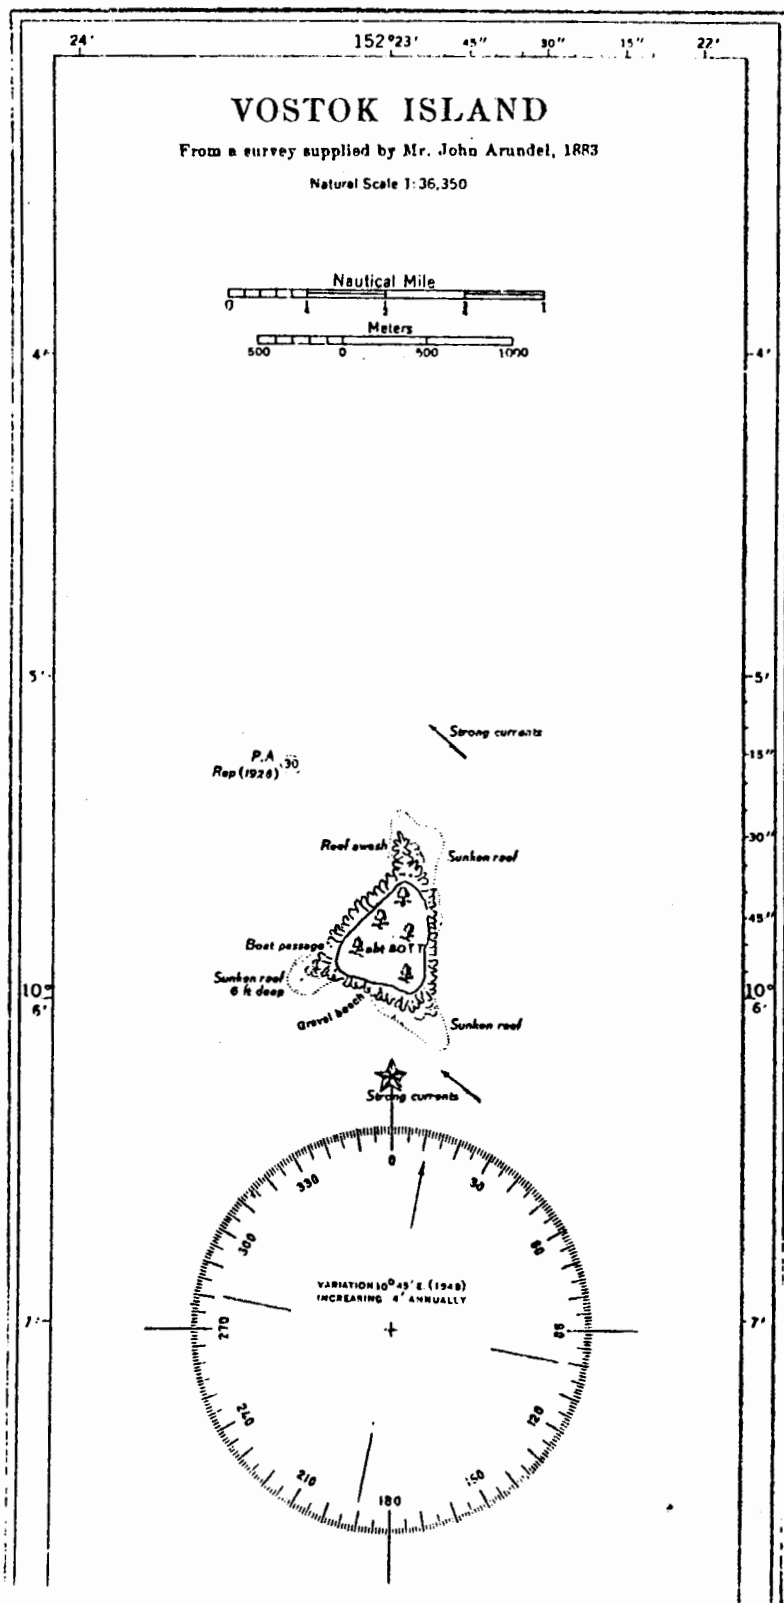 24' 152°23' 45" 30" 15" 22'
VOSTOK ISLAND
From a survey supplied by Mr. John Arundel, 1883
Natural Scale 1:36,350
Nautical Mile
0 1
Meters
500 0 500 1000
4' 4'
5' 5'
Strong currents
15"
P.A
Rep (1928) 30
30"
Reef awash
Sunken reef
45"
Boat passage
abt 80 FT
Sunken reef
6 ft deep
10° 10°
6' 6'
Gravel beach
Sunken reef
Strong currents
0
330 30
300 60
VARIATION 10°45' E. (1948)
INCREASING 4' ANNUALLY
7' 270 7'
240 120
210 150
180